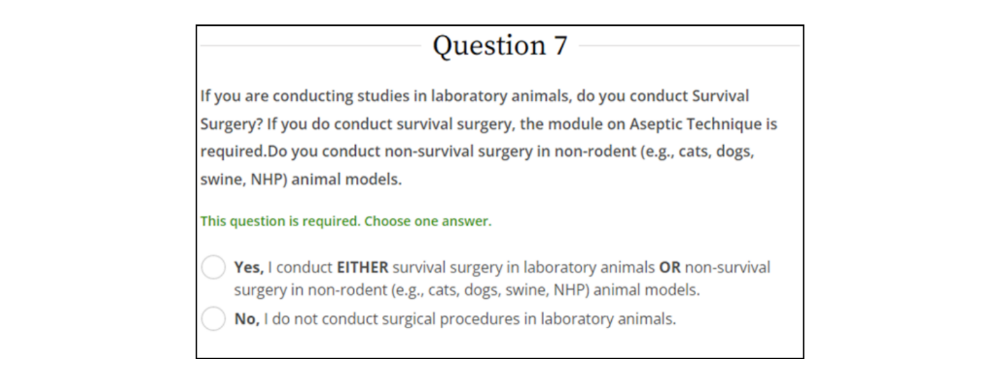 Question 7
If you are conducting studies in laboratory animals, do you conduct Survival
Surgery? If you do conduct survival surgery, the module on Aseptic Technique is
required.Do you conduct non-survival surgery in non-rodent (e.g., cats, dogs,
swine, NHP) animal models.
This question is required. Choose one answer.
Yes, I conduct EITHER survival surgery in laboratory animals OR non-survival
surgery in non-rodent (e.g., cats, dogs, swine, NHP) animal models.
No, I do not conduct surgical procedures in laboratory animals.